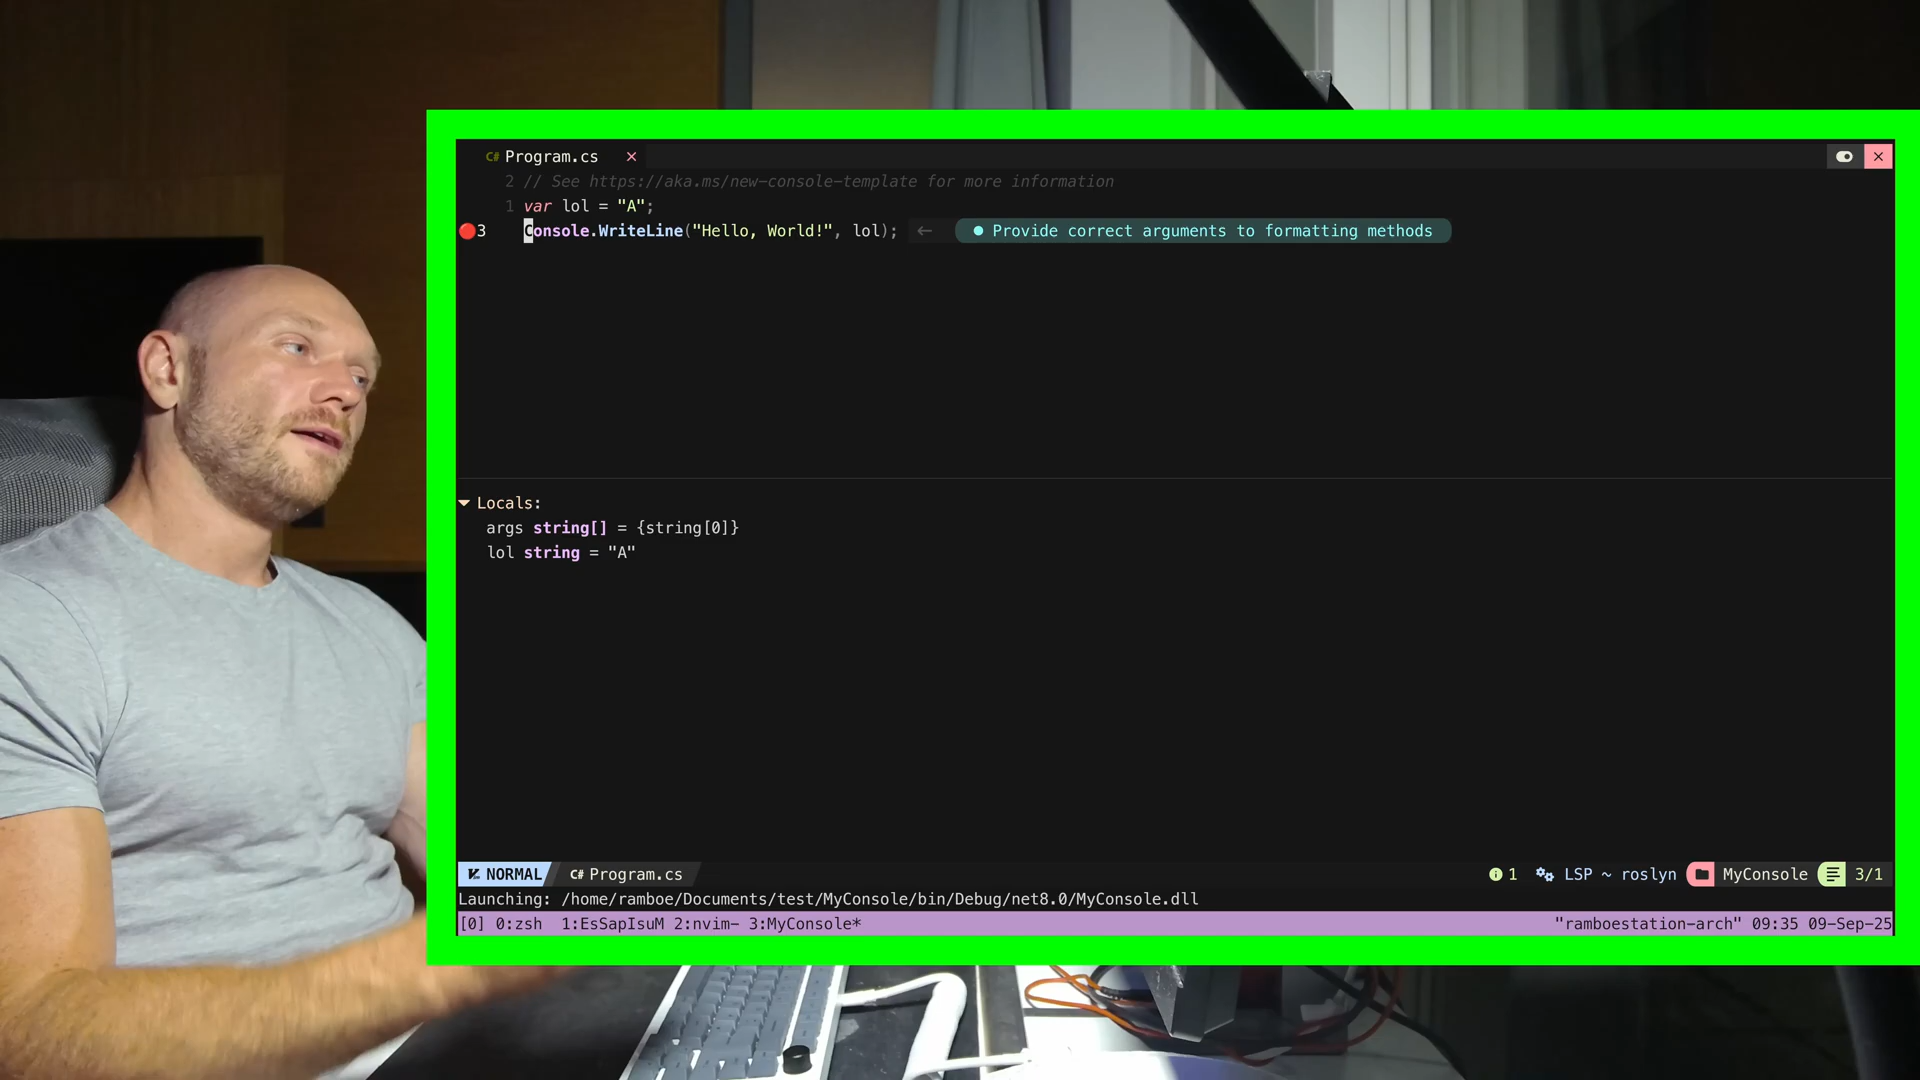 C# Program.cs ×
2 // See https://aka.ms/new-console-template for more information
1 var lol = "A";
3 Console.WriteLine("Hello, World!", lol); ← ● Provide correct arguments to formatting methods
Locals:
args string[] = {string[0]}
lol string = "A"
NORMAL C# Program.cs 1 LSP ~ roslyn MyConsole 3/1
Launching: /home/ramboe/Documents/test/MyConsole/bin/Debug/net8.0/MyConsole.dll
[0] 0:zsh 1:EsSapIsuM 2:nvim- 3:MyConsole* "ramboestation-arch" 09:35 09-Sep-25